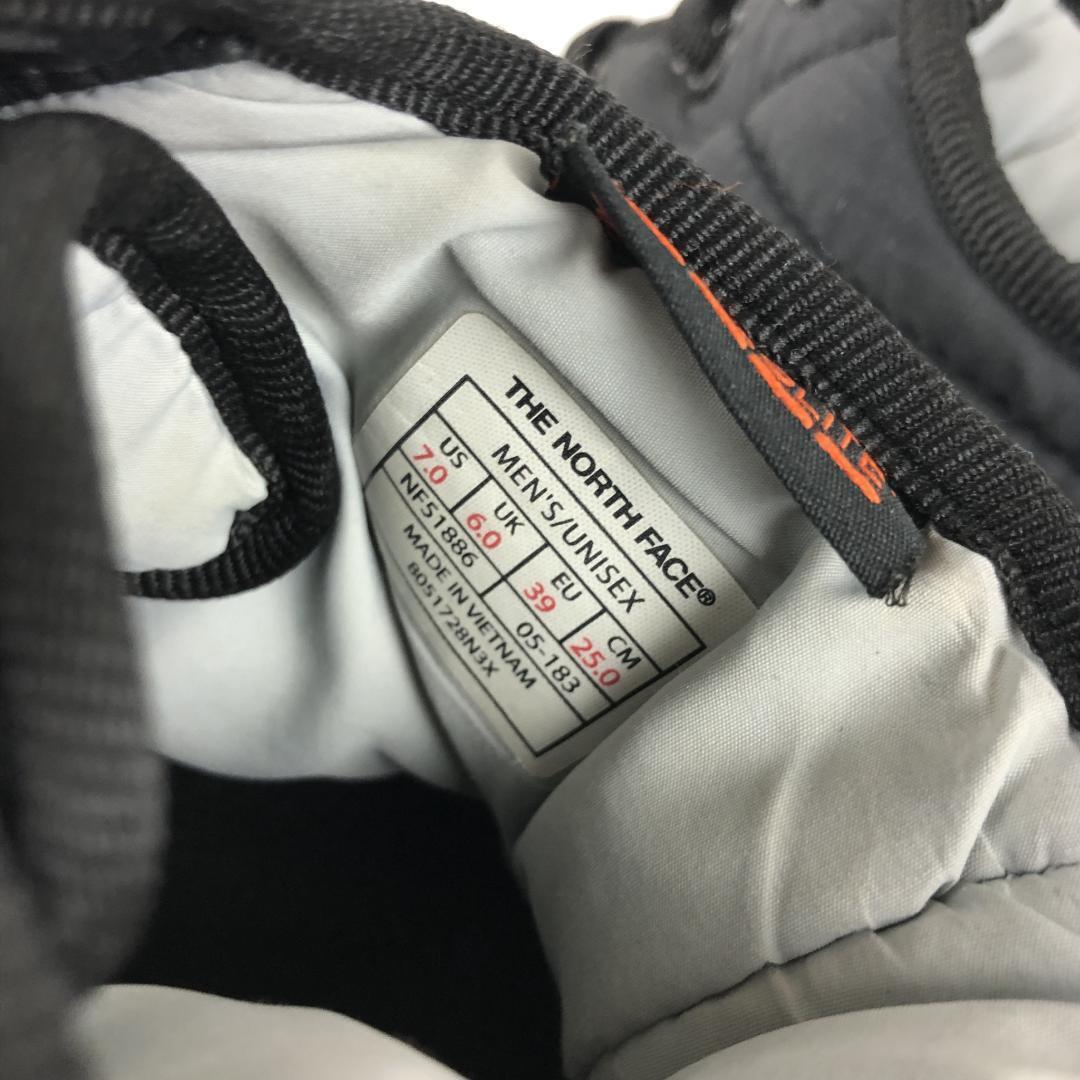 THE NORTH FACE®
MEN'S/UNISEX
US UK EU CM
7.0 6.0 39 25.0
NF51886 05-183
MADE IN VIETNAM
B051728N3X